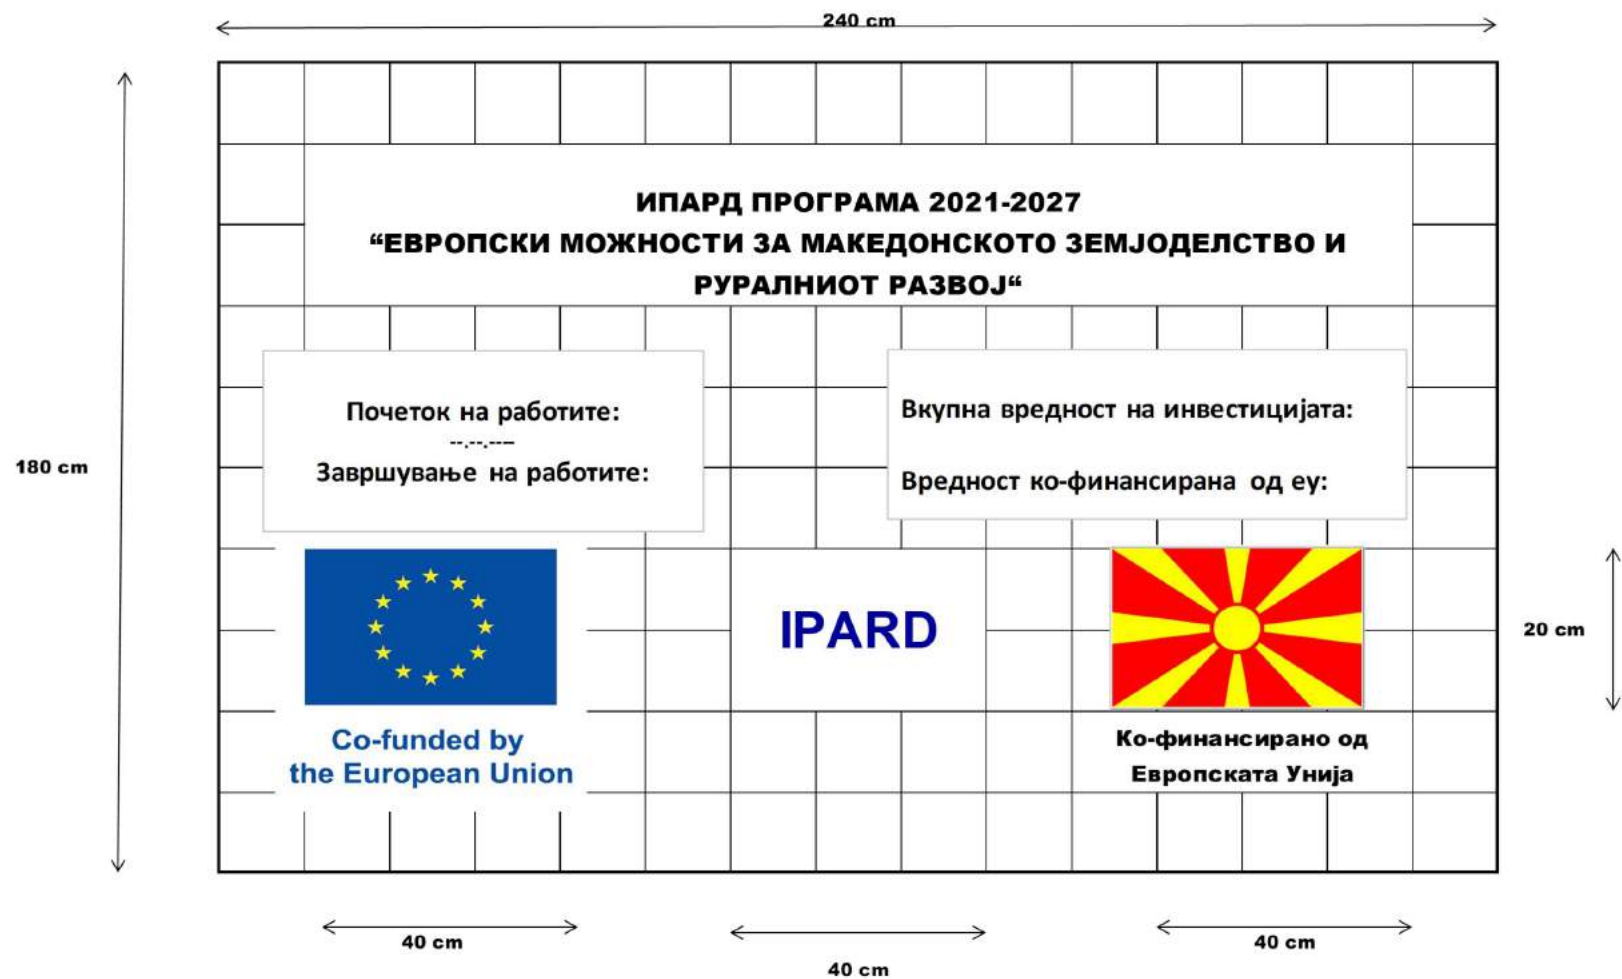 240 cm
ИПАРД ПРОГРАМА 2021-2027
“ЕВРОПСКИ МОЖНОСТИ ЗА МАКЕДОНСКОТО ЗЕМЈОДЕЛСТВО И
РУРАЛНИОТ РАЗВОЈ“
Почеток на работите:
--.--.----
Завршување на работите:
Вкупна вредност на инвестицијата:
Вредност ко-финансирана од еу:
180 cm
IPARD
20 cm
Co-funded by
the European Union
Ко-финансирано од
Европската Унија
40 cm
40 cm
40 cm